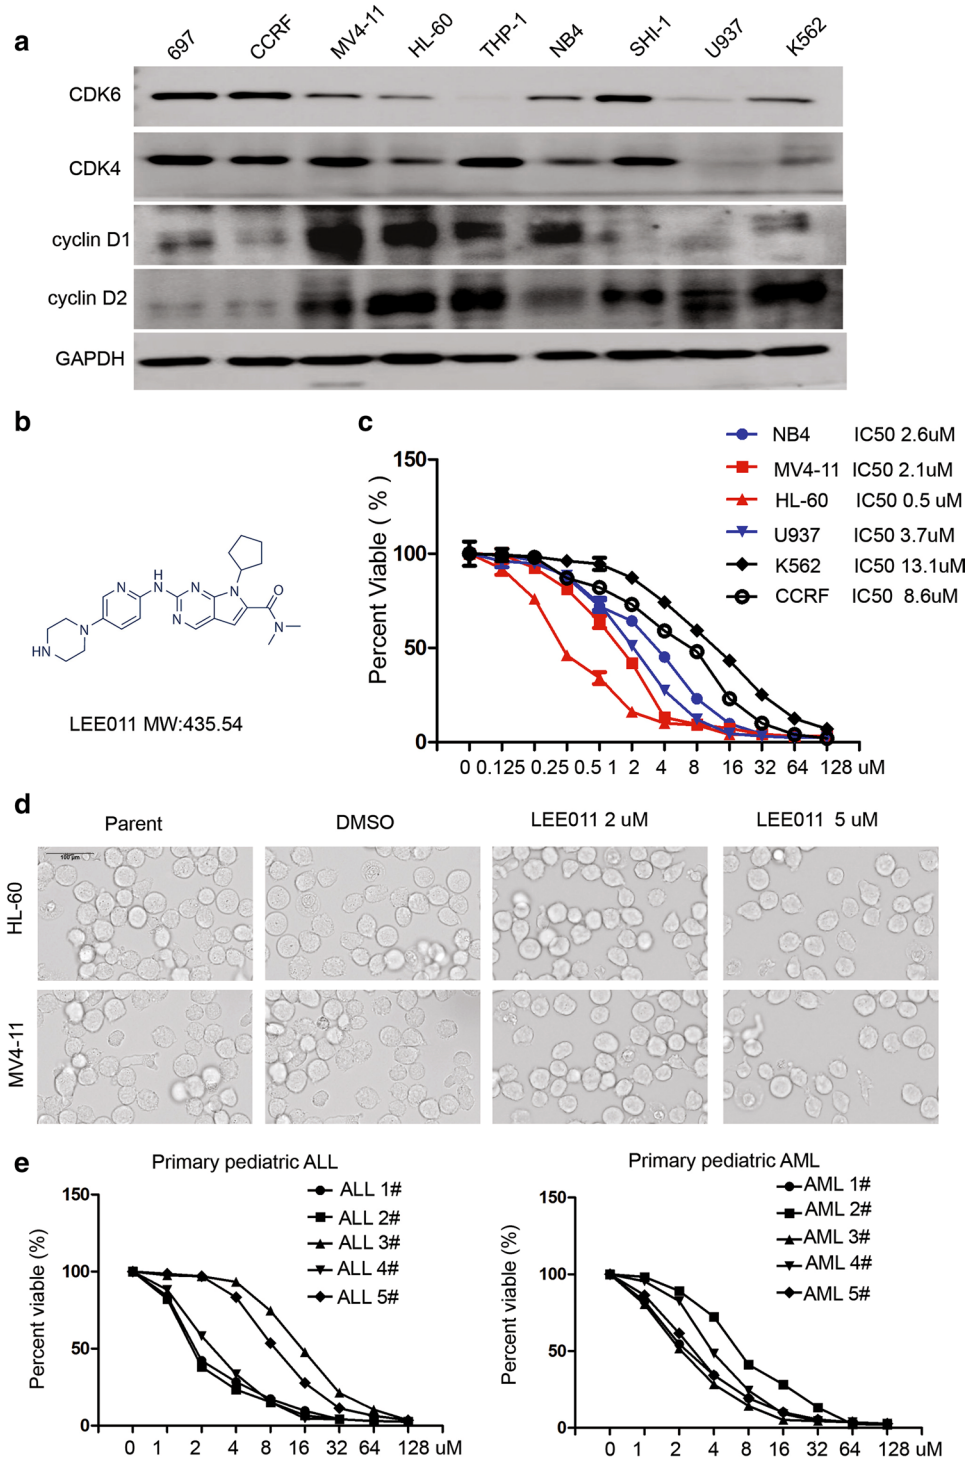 a
697 CCRF MV4-11 HL-60 THP-1 NB4 SHI-1 U937 K562
CDK6
CDK4
cyclin D1
cyclin D2
GAPDH
b
N
N
H
N
N
N
N
N
HN
O
N
LEE011 MW:435.54
c
NB4 IC50 2.6uM
MV4-11 IC50 2.1uM
HL-60 IC50 0.5 uM
U937 IC50 3.7uM
K562 IC50 13.1uM
CCRF IC50 8.6uM
Percent Viable ( % )
150
100
50
0
0 0.125 0.25 0.5 1 2 4 8 16 32 64 128 uM
d
Parent DMSO LEE011 2 uM LEE011 5 uM
100 µm
HL-60
MV4-11
e
Primary pediatric ALL
ALL 1#
ALL 2#
ALL 3#
ALL 4#
ALL 5#
Percent viable (%)
150
100
50
0
0 1 2 4 8 16 32 64 128 uM
Primary pediatric AML
AML 1#
AML 2#
AML 3#
AML 4#
AML 5#
Percent viable (%)
150
100
50
0
0 1 2 4 8 16 32 64 128 uM